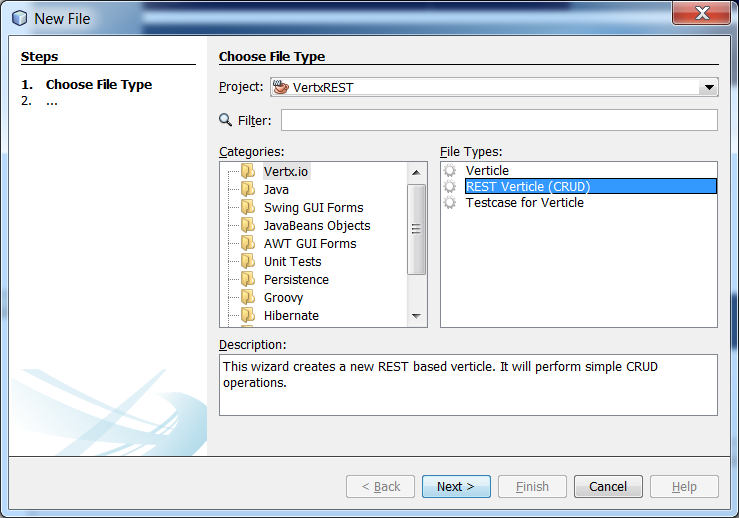 New File
X
Steps
1. Choose File Type
2. ...
Choose File Type
Project: VertxREST
Filter:
Categories:
Vertx.io
Java
Swing GUI Forms
JavaBeans Objects
AWT GUI Forms
Unit Tests
Persistence
Groovy
Hibernate
File Types:
Verticle
REST Verticle (CRUD)
Testcase for Verticle
Description:
This wizard creates a new REST based verticle. It will perform simple CRUD
operations.
< Back
Next >
Finish
Cancel
Help